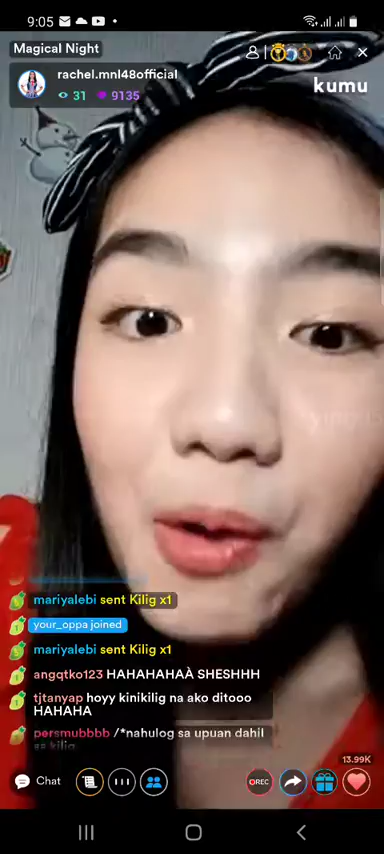 9:05
Magical Night
rachel.mnl48official
31 9135
kumu
mariyalebi sent Kilig x1
your_oppa joined
mariyalebi sent Kilig x1
angqtko123 HAHAHAHAÀ SHESHHH
tjtanyap hoyy kinikilig na ako ditooo
HAHAHA
persmubbbb /*nahulog sa upuan dahil
sa kilig
13.99K
Chat
REC